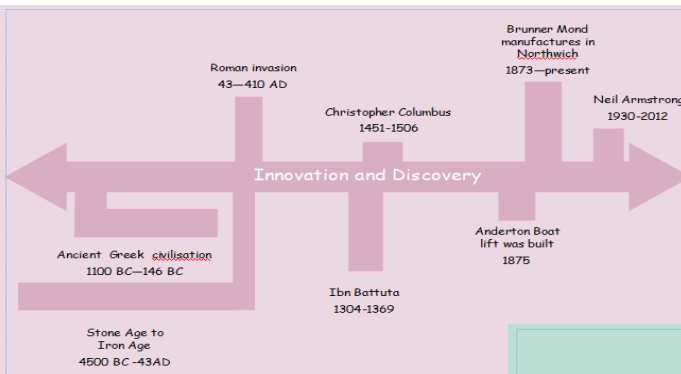 Brunner Mond
manufactures in
Northwich
1873—present
Roman invasion
43—410 AD
Neil Armstrong
1930-2012
Christopher Columbus
1451-1506
Innovation and Discovery
Ancient Greek civilisation
1100 BC—146 BC
Anderton Boat
lift was built
1875
Ibn Battuta
1304-1369
Stone Age to
Iron Age
4500 BC -43AD